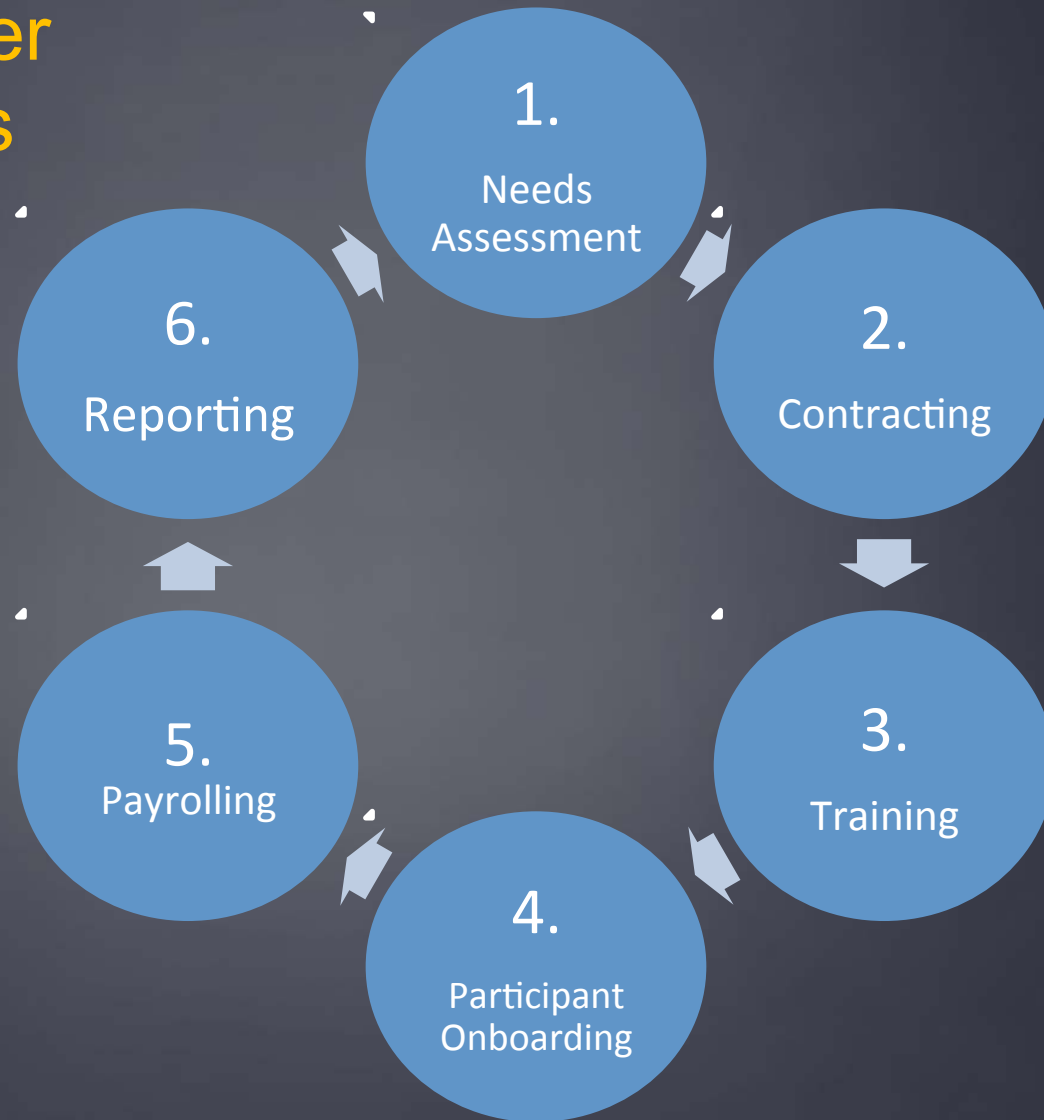 er
s
1.
Needs
Assessment
2.
Contracting
3.
Training
4.
Participant
Onboarding
5.
Payrolling
6.
Reporting